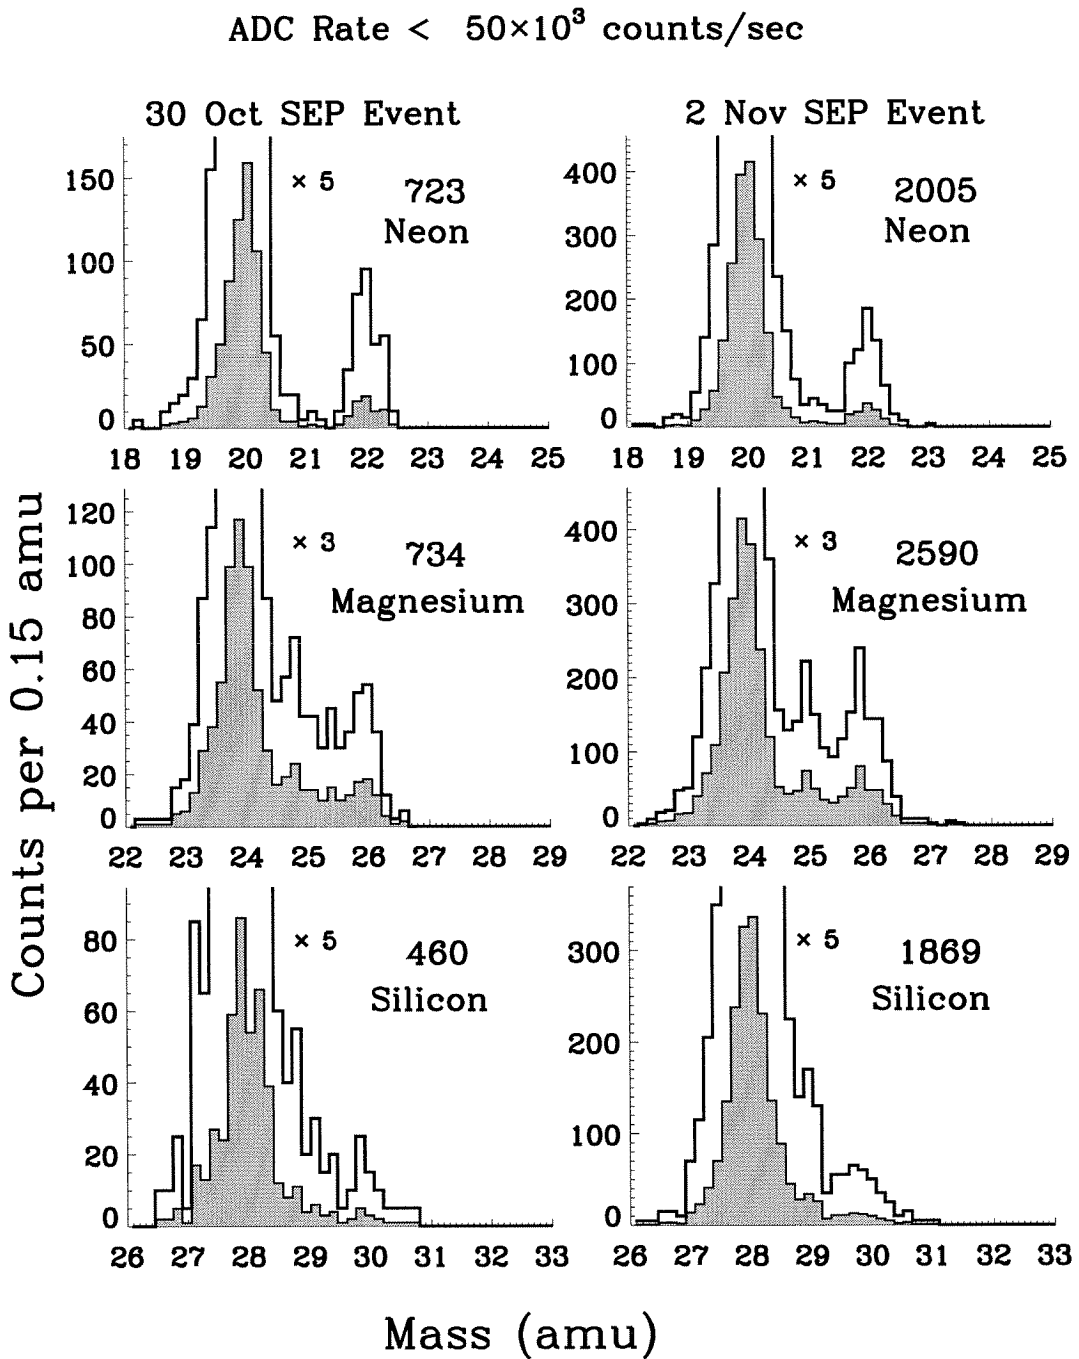 ADC Rate < 50×10³ counts/sec
30 Oct SEP Event
2 Nov SEP Event
Counts per 0.15 amu
150
100
50
0
× 5
723
Neon
18 19 20 21 22 23 24 25
400
300
200
100
0
× 5
2005
Neon
18 19 20 21 22 23 24 25
120
100
80
60
40
20
0
× 3
734
Magnesium
22 23 24 25 26 27 28 29
400
300
200
100
0
× 3
2590
Magnesium
22 23 24 25 26 27 28 29
80
60
40
20
0
× 5
460
Silicon
26 27 28 29 30 31 32 33
300
200
100
0
× 5
1869
Silicon
26 27 28 29 30 31 32 33
Mass (amu)